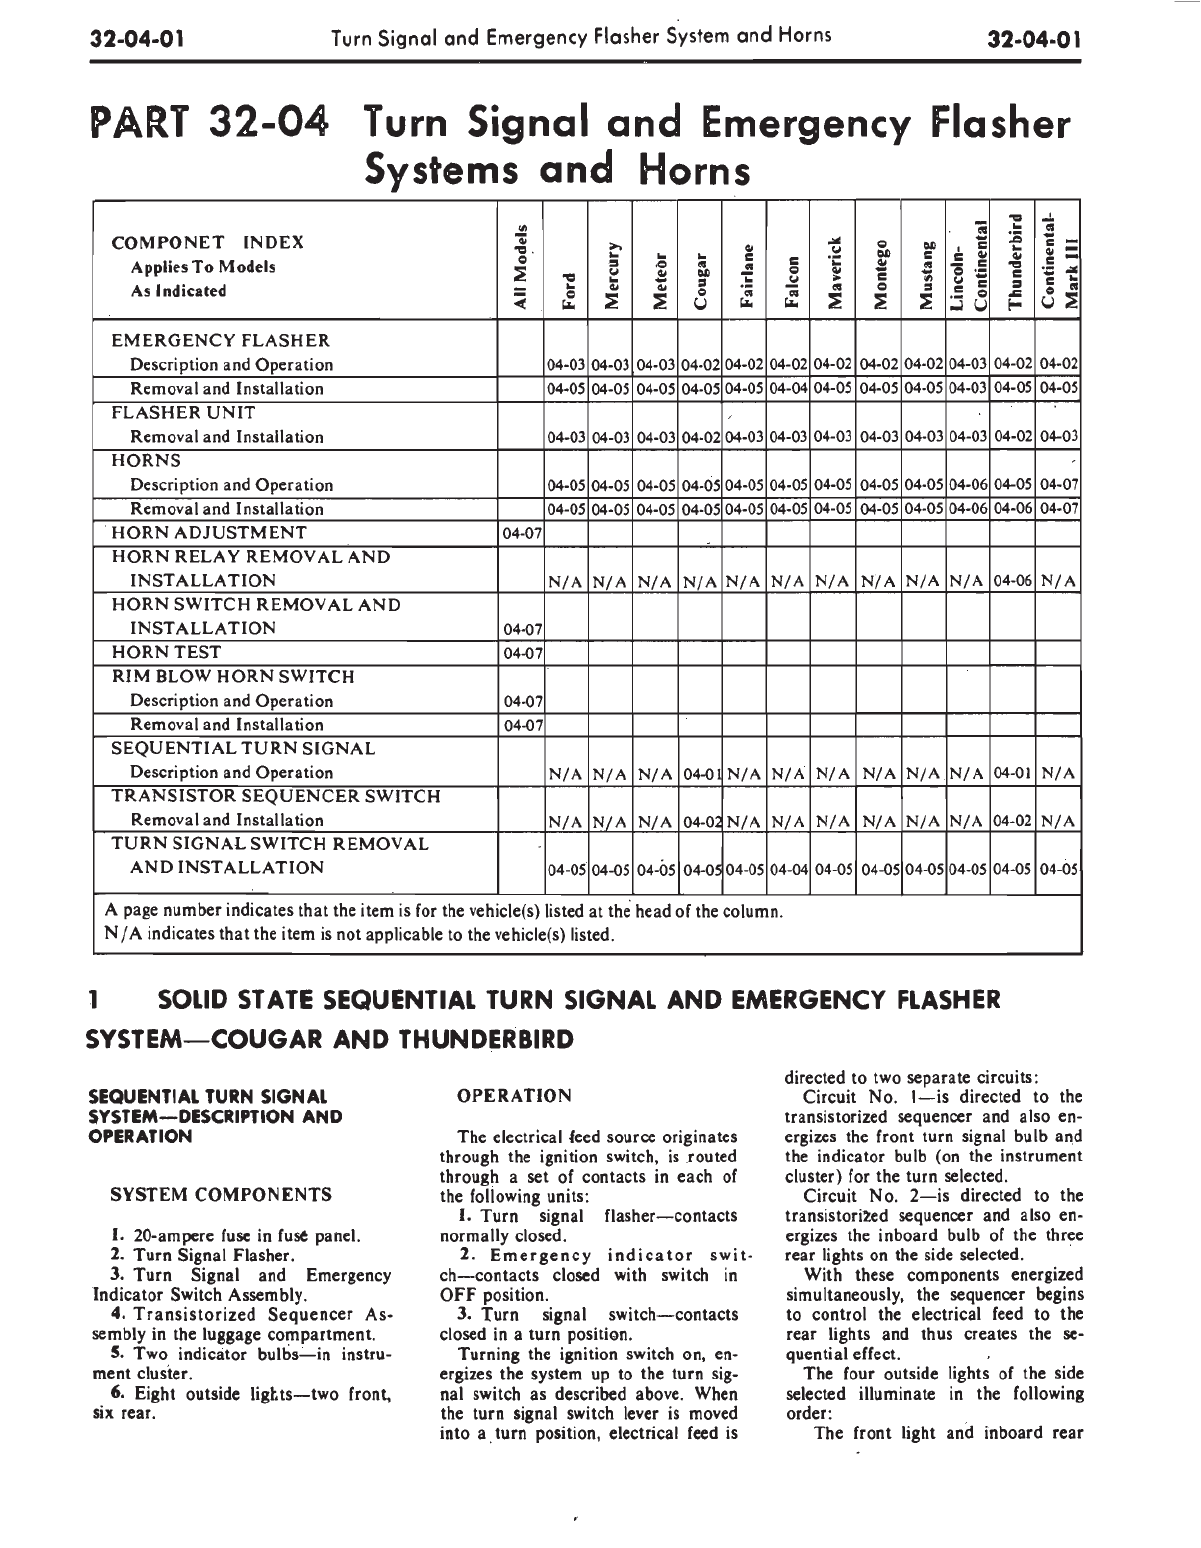 32-04-01 Turn Signal and Emergency Flasher System and Horns 32-04-01
PART 32-04 Turn Signal and Emergency Flasher
Systems and Horns
COMPONET INDEX
Applies To Models
As Indicated
All Models
Ford
Mercury
Meteor
Cougar
Fairlane
Falcon
Maverick
Montego
Mustang
Lincoln-
Continental
Thunderbird
Continental-
Mark III
EMERGENCY FLASHER
Description and Operation 04-03 04-03 04-03 04-02 04-02 04-02 04-02 04-02 04-02 04-03 04-02 04-02
Removal and Installation 04-05 04-05 04-05 04-05 04-05 04-04 04-05 04-05 04-05 04-03 04-05 04-05
FLASHER UNIT
Removal and Installation 04-03 04-03 04-03 04-02 04-03 04-03 04-03 04-03 04-03 04-03 04-02 04-03
HORNS
Description and Operation 04-05 04-05 04-05 04-05 04-05 04-05 04-05 04-05 04-05 04-06 04-05 04-07
Removal and Installation 04-05 04-05 04-05 04-05 04-05 04-05 04-05 04-05 04-05 04-06 04-06 04-07
HORN ADJUSTMENT 04-07
HORN RELAY REMOVAL AND
INSTALLATION N/A N/A N/A N/A N/A N/A N/A N/A N/A N/A 04-06 N/A
HORN SWITCH REMOVAL AND
INSTALLATION 04-07
HORN TEST 04-07
RIM BLOW HORN SWITCH
Description and Operation 04-07
Removal and Installation 04-07
SEQUENTIAL TURN SIGNAL
Description and Operation N/A N/A N/A 04-01 N/A N/A N/A N/A N/A N/A 04-01 N/A
TRANSISTOR SEQUENCER SWITCH
Removal and Installation N/A N/A N/A 04-02 N/A N/A N/A N/A N/A N/A 04-02 N/A
TURN SIGNAL SWITCH REMOVAL
AND INSTALLATION 04-05 04-05 04-05 04-05 04-05 04-04 04-05 04-05 04-05 04-05 04-05 04-05
A page number indicates that the item is for the vehicle(s) listed at the head of the column.
N/A indicates that the item is not applicable to the vehicle(s) listed.
1 SOLID STATE SEQUENTIAL TURN SIGNAL AND EMERGENCY FLASHER
SYSTEM—COUGAR AND THUNDERBIRD
SEQUENTIAL TURN SIGNAL
SYSTEM—DESCRIPTION AND
OPERATION
SYSTEM COMPONENTS
1. 20-ampere fuse in fuse panel.
2. Turn Signal Flasher.
3. Turn Signal and Emergency
Indicator Switch Assembly.
4. Transistorized Sequencer As-
sembly in the luggage compartment.
5. Two indicator bulbs—in instru-
ment cluster.
6. Eight outside lights—two front,
six rear.
OPERATION
The electrical feed source originates
through the ignition switch, is routed
through a set of contacts in each of
the following units:
1. Turn signal flasher—contacts
normally closed.
2. Emergency indicator swit-
ch—contacts closed with switch in
OFF position.
3. Turn signal switch—contacts
closed in a turn position.
Turning the ignition switch on, en-
ergizes the system up to the turn sig-
nal switch as described above. When
the turn signal switch lever is moved
into a turn position, electrical feed is
directed to two separate circuits:
Circuit No. 1—is directed to the
transistorized sequencer and also en-
ergizes the front turn signal bulb and
the indicator bulb (on the instrument
cluster) for the turn selected.
Circuit No. 2—is directed to the
transistorized sequencer and also en-
ergizes the inboard bulb of the three
rear lights on the side selected.
With these components energized
simultaneously, the sequencer begins
to control the electrical feed to the
rear lights and thus creates the se-
quential effect.
The four outside lights of the side
selected illuminate in the following
order:
The front light and inboard rear